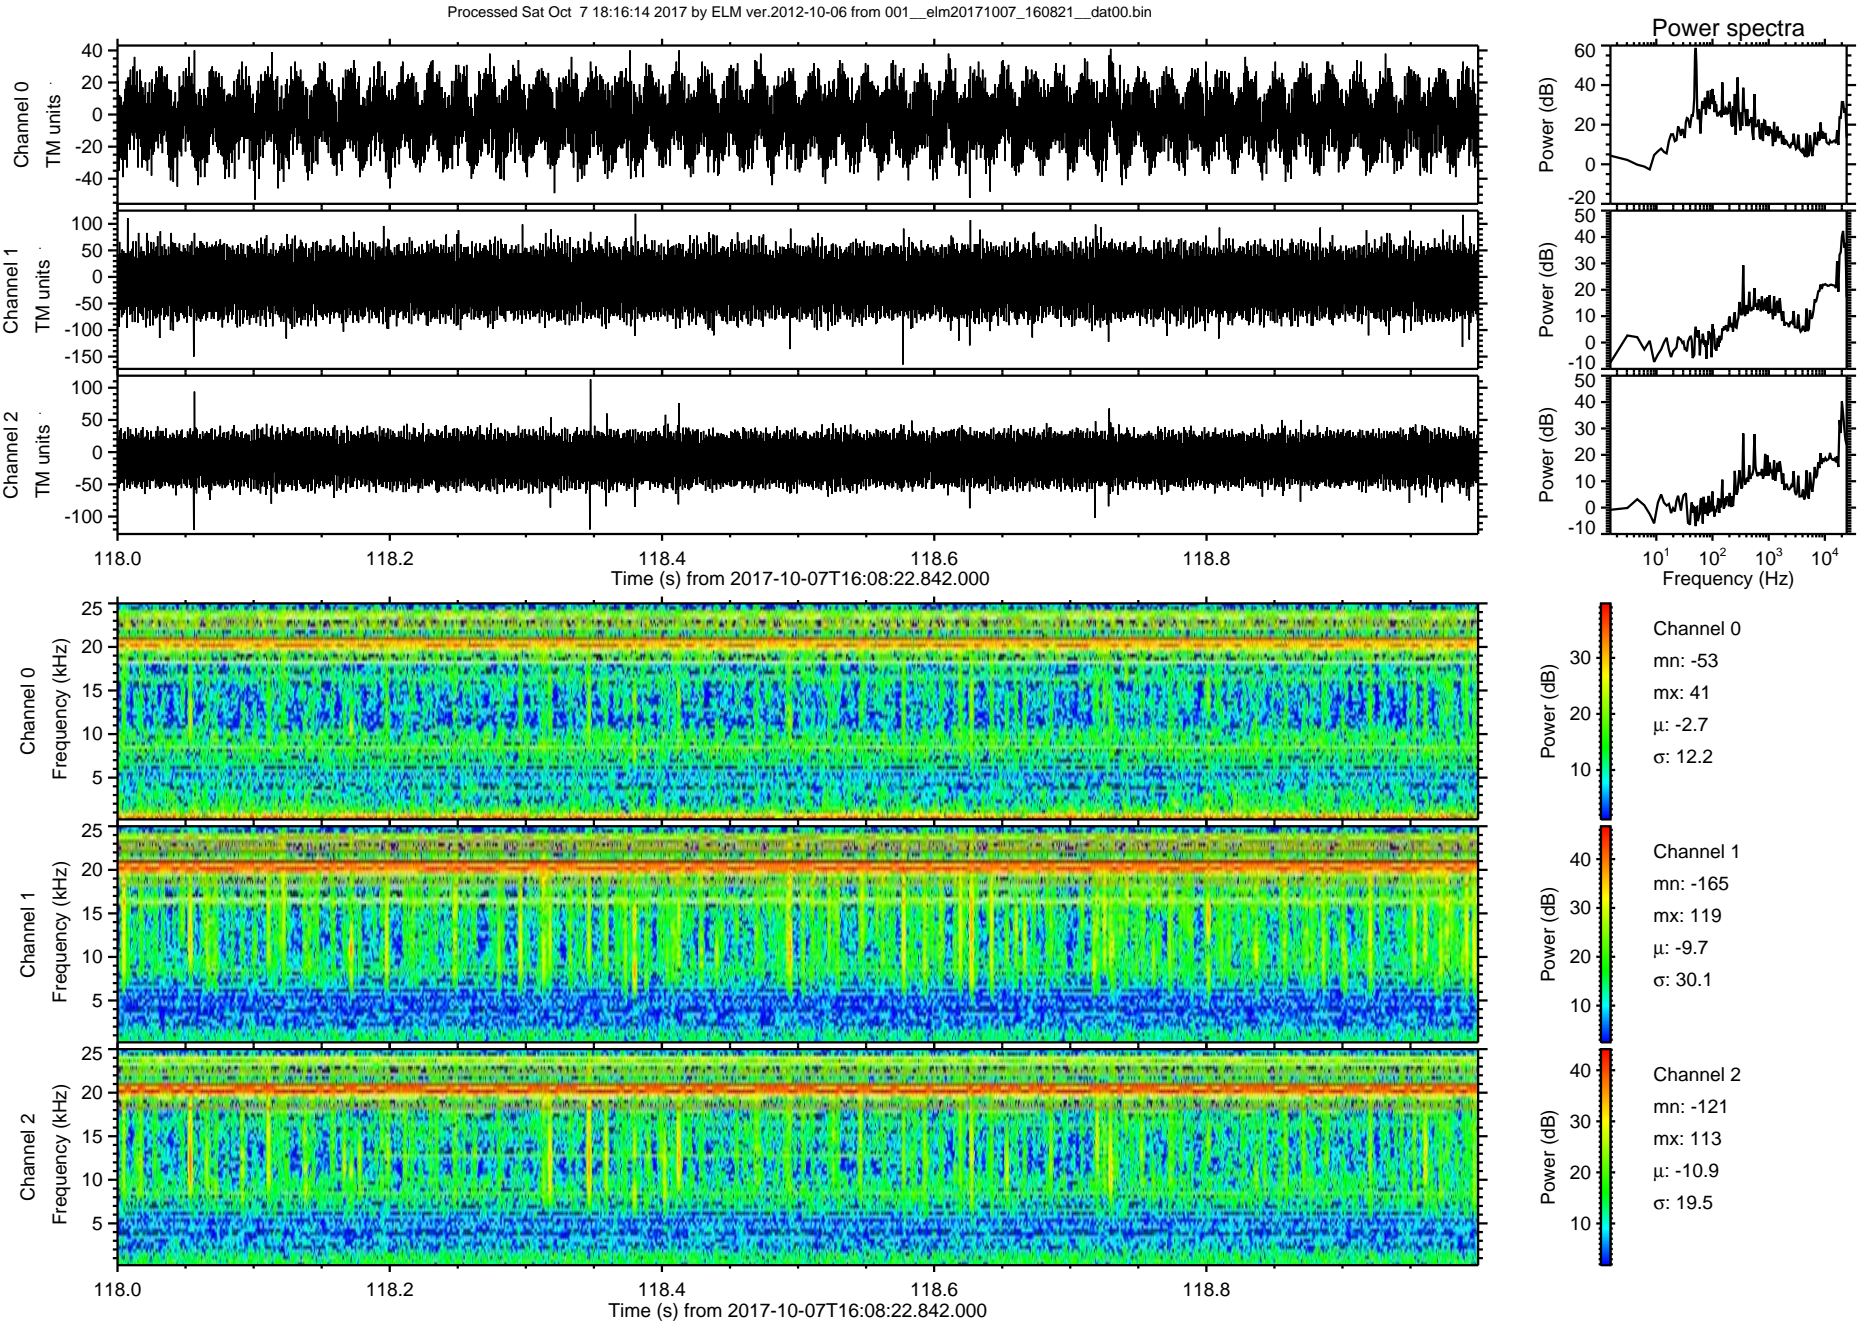 Processed Sat Oct  7 18:16:14 2017 by ELM ver.2012-10-06 from 001__elm20171007_160821__dat00.bin
Power spectra
Channel 0
TM units
40
20
0
-20
-40
Power (dB)
60
40
20
0
-20
Channel 1
TM units
100
50
0
-50
-100
-150
Power (dB)
50
40
30
20
10
0
-10
Channel 2
TM units
100
50
0
-50
-100
Power (dB)
50
40
30
20
10
0
-10
118.0 118.2 118.4 118.6 118.8
Time (s) from 2017-10-07T16:08:22.842.000
10^1 10^2 10^3 10^4
Frequency (Hz)
Channel 0
Frequency (kHz)
25
20
15
10
5
Power (dB)
30
20
10
Channel 0
mn: -53
mx: 41
μ: -2.7
σ: 12.2
Channel 1
Frequency (kHz)
25
20
15
10
5
Power (dB)
40
30
20
10
Channel 1
mn: -165
mx: 119
μ: -9.7
σ: 30.1
Channel 2
Frequency (kHz)
25
20
15
10
5
Power (dB)
40
30
20
10
Channel 2
mn: -121
mx: 113
μ: -10.9
σ: 19.5
118.0 118.2 118.4 118.6 118.8
Time (s) from 2017-10-07T16:08:22.842.000